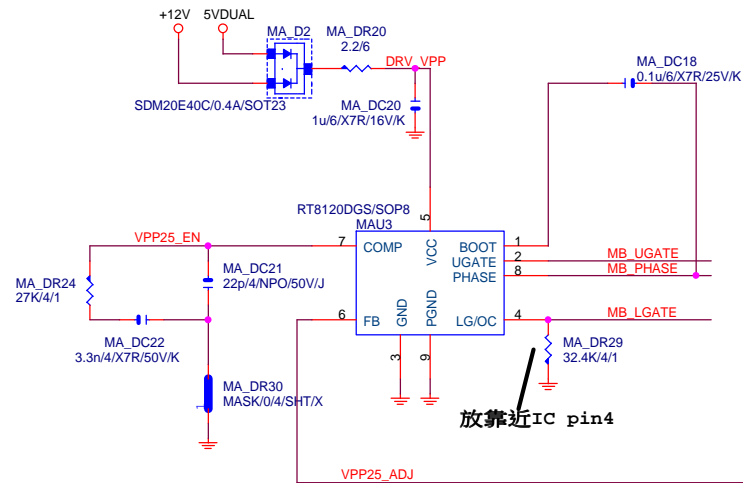 +12V
5VDUAL
MA_D2
MA_DR20
2.2/6
DRV_VPP
MA_DC18
0.1u/6/X7R/25V/K
SDM20E40C/0.4A/SOT23
MA_DC20
1u/6/X7R/16V/K
RT8120DGS/SOP8
MAU3
5
VPP25_EN
7
COMP
VCC
BOOT
1
UGATE
2
MB_UGATE
PHASE
8
MB_PHASE
MA_DR24
27K/4/1
MA_DC21
22p/4/NPO/50V/J
MA_DC22
3.3n/4/X7R/50V/K
6
FB
GND
PGND
LG/OC
4
MB_LGATE
3
9
MA_DR29
32.4K/4/1
MA_DR30
MASK/0/4/SHT/X
1
放靠近IC pin4
VPP25_ADJ